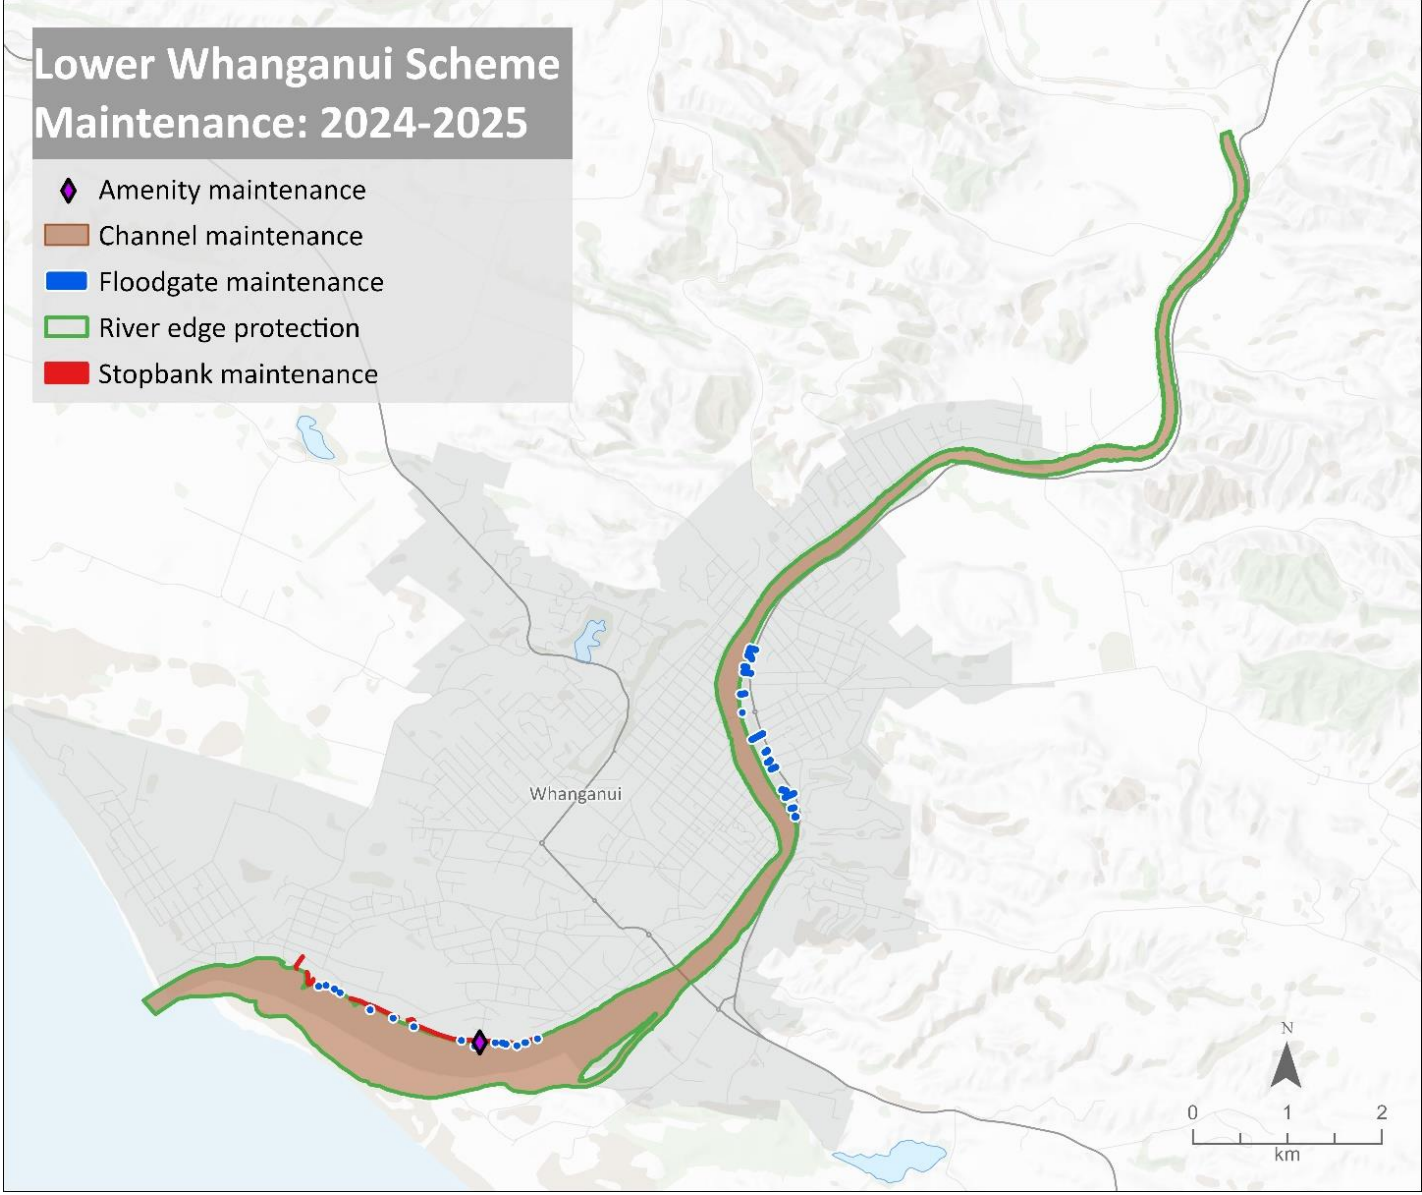 Lower Whanganui Scheme
Maintenance: 2024-2025
Amenity maintenance
Channel maintenance
Floodgate maintenance
River edge protection
Stopbank maintenance
Whanganui
N
0 1 2
km